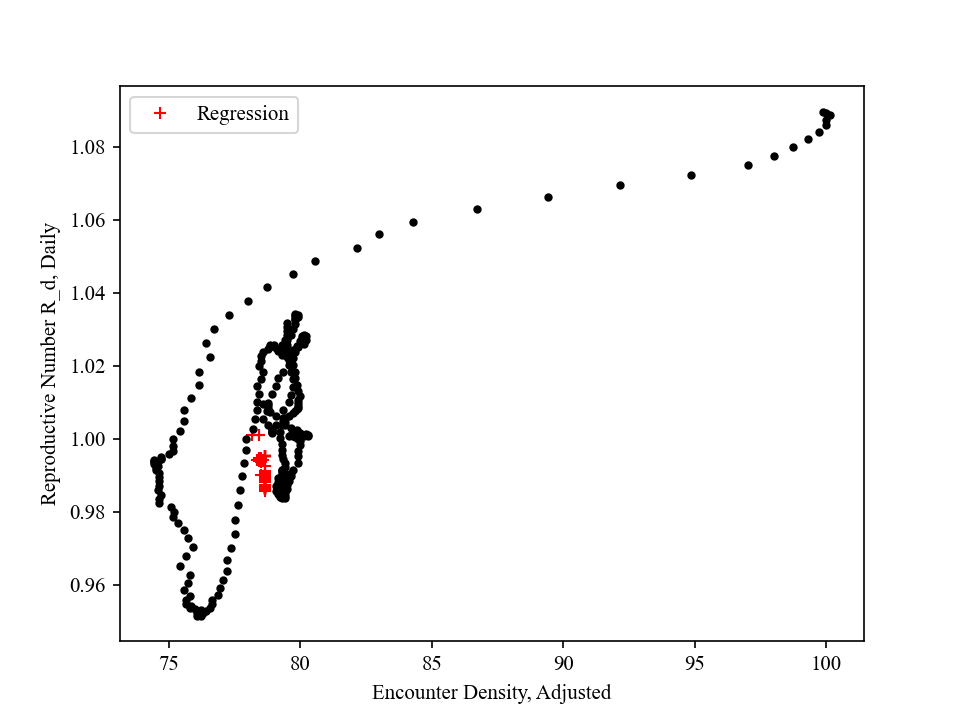 Regression
1.08
1.06
1.04
1.02
1.00
0.98
0.96
Reproductive Number R_d, Daily
75 80 85 90 95 100
Encounter Density, Adjusted